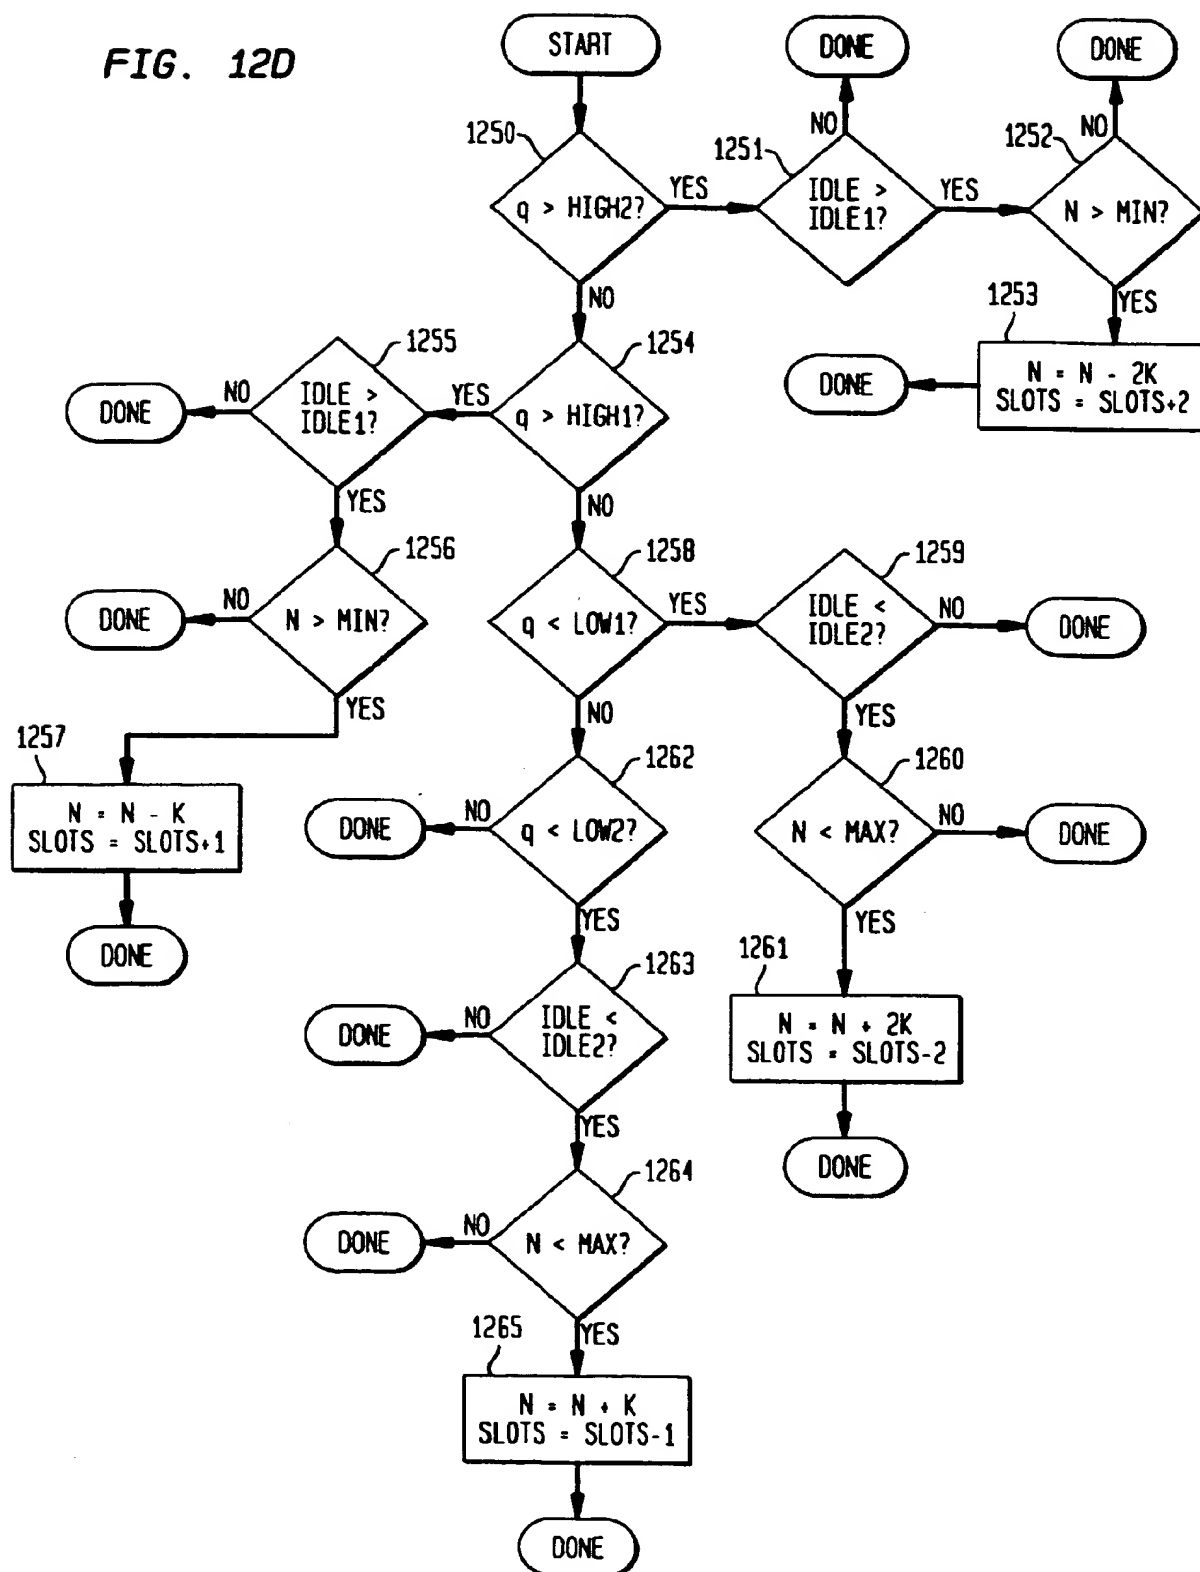 FIG. 12D
START
DONE
DONE
1250
q > HIGH2?
YES
NO
1251
IDLE >
IDLE1?
NO
YES
1252
N > MIN?
NO
YES
1253
N = N - 2K
SLOTS = SLOTS+2
DONE
1254
q > HIGH1?
YES
NO
1255
IDLE >
IDLE1?
NO
DONE
YES
1256
N > MIN?
NO
DONE
YES
1257
N = N - K
SLOTS = SLOTS+1
DONE
1258
q < LOW1?
YES
NO
1259
IDLE <
IDLE2?
NO
DONE
YES
1260
N < MAX?
NO
DONE
YES
1261
N = N + 2K
SLOTS = SLOTS-2
DONE
1262
q < LOW2?
NO
DONE
YES
1263
IDLE <
IDLE2?
NO
DONE
YES
1264
N < MAX?
NO
DONE
YES
1265
N = N + K
SLOTS = SLOTS-1
DONE